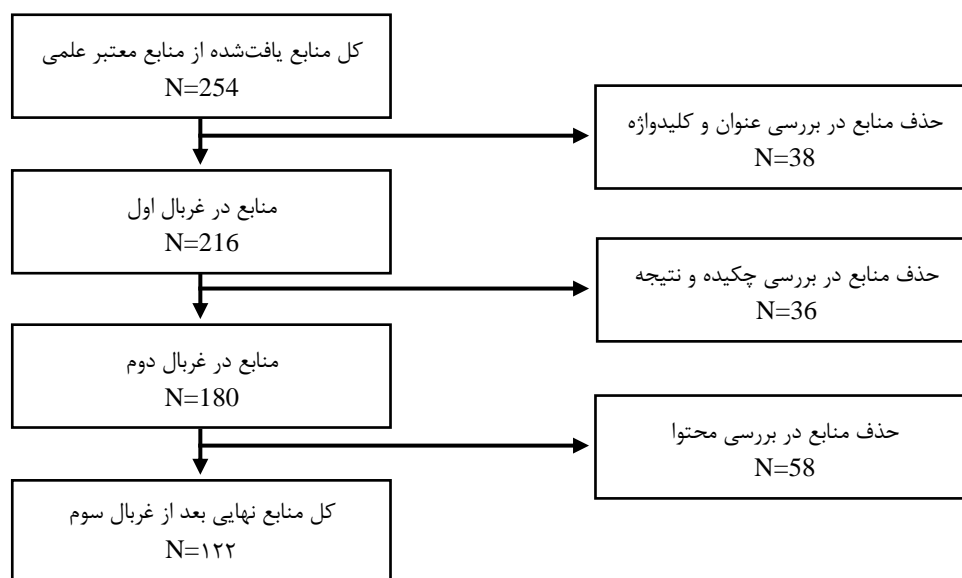 کل منابع یافت‌شده از منابع معتبر علمی
N=254
حذف منابع در بررسی عنوان و کلیدواژه
N=38
منابع در غربال اول
N=216
حذف منابع در بررسی چکیده و نتیجه
N=36
منابع در غربال دوم
N=180
حذف منابع در بررسی محتوا
N=58
کل منابع نهایی بعد از غربال سوم
N=۱۲۲